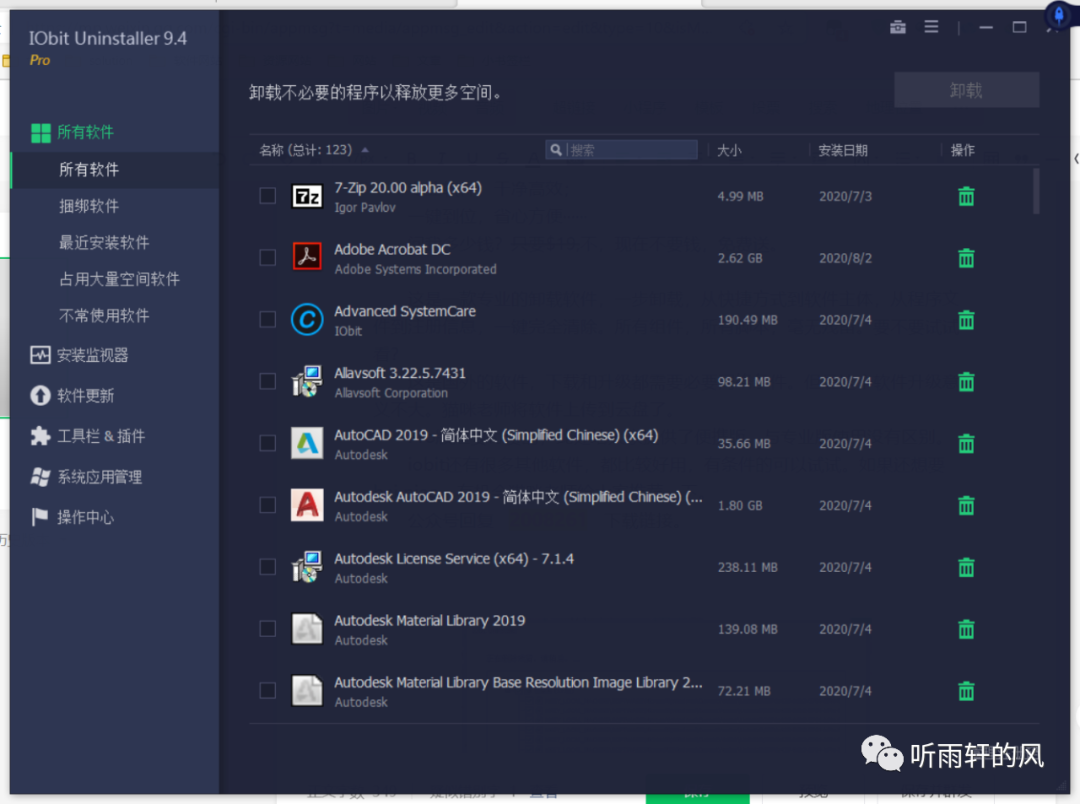 IObit Uninstaller 9.4
Pro
卸载不必要的程序以释放更多空间。
卸载
所有软件
所有软件
捆绑软件
最近安装软件
占用大量空间软件
不常使用软件
安装监视器
软件更新
工具栏 & 插件
系统应用管理
操作中心
名称 (总计: 123) 搜索 大小 安装日期 操作
7-Zip 20.00 alpha (x64)
Igor Pavlov
4.99 MB 2020/7/3
Adobe Acrobat DC
Adobe Systems Incorporated
2.62 GB 2020/8/2
Advanced SystemCare
IObit
190.49 MB 2020/7/4
Allavsoft 3.22.5.7431
Allavsoft Corporation
98.21 MB 2020/7/4
AutoCAD 2019 - 简体中文 (Simplified Chinese) (x64)
Autodesk
35.66 MB 2020/7/4
Autodesk AutoCAD 2019 - 简体中文 (Simplified Chinese) (...
Autodesk
1.80 GB 2020/7/4
Autodesk License Service (x64) - 7.1.4
Autodesk
238.11 MB 2020/7/4
Autodesk Material Library 2019
Autodesk
139.08 MB 2020/7/4
Autodesk Material Library Base Resolution Image Library 2...
Autodesk
72.21 MB 2020/7/4
听雨轩的风